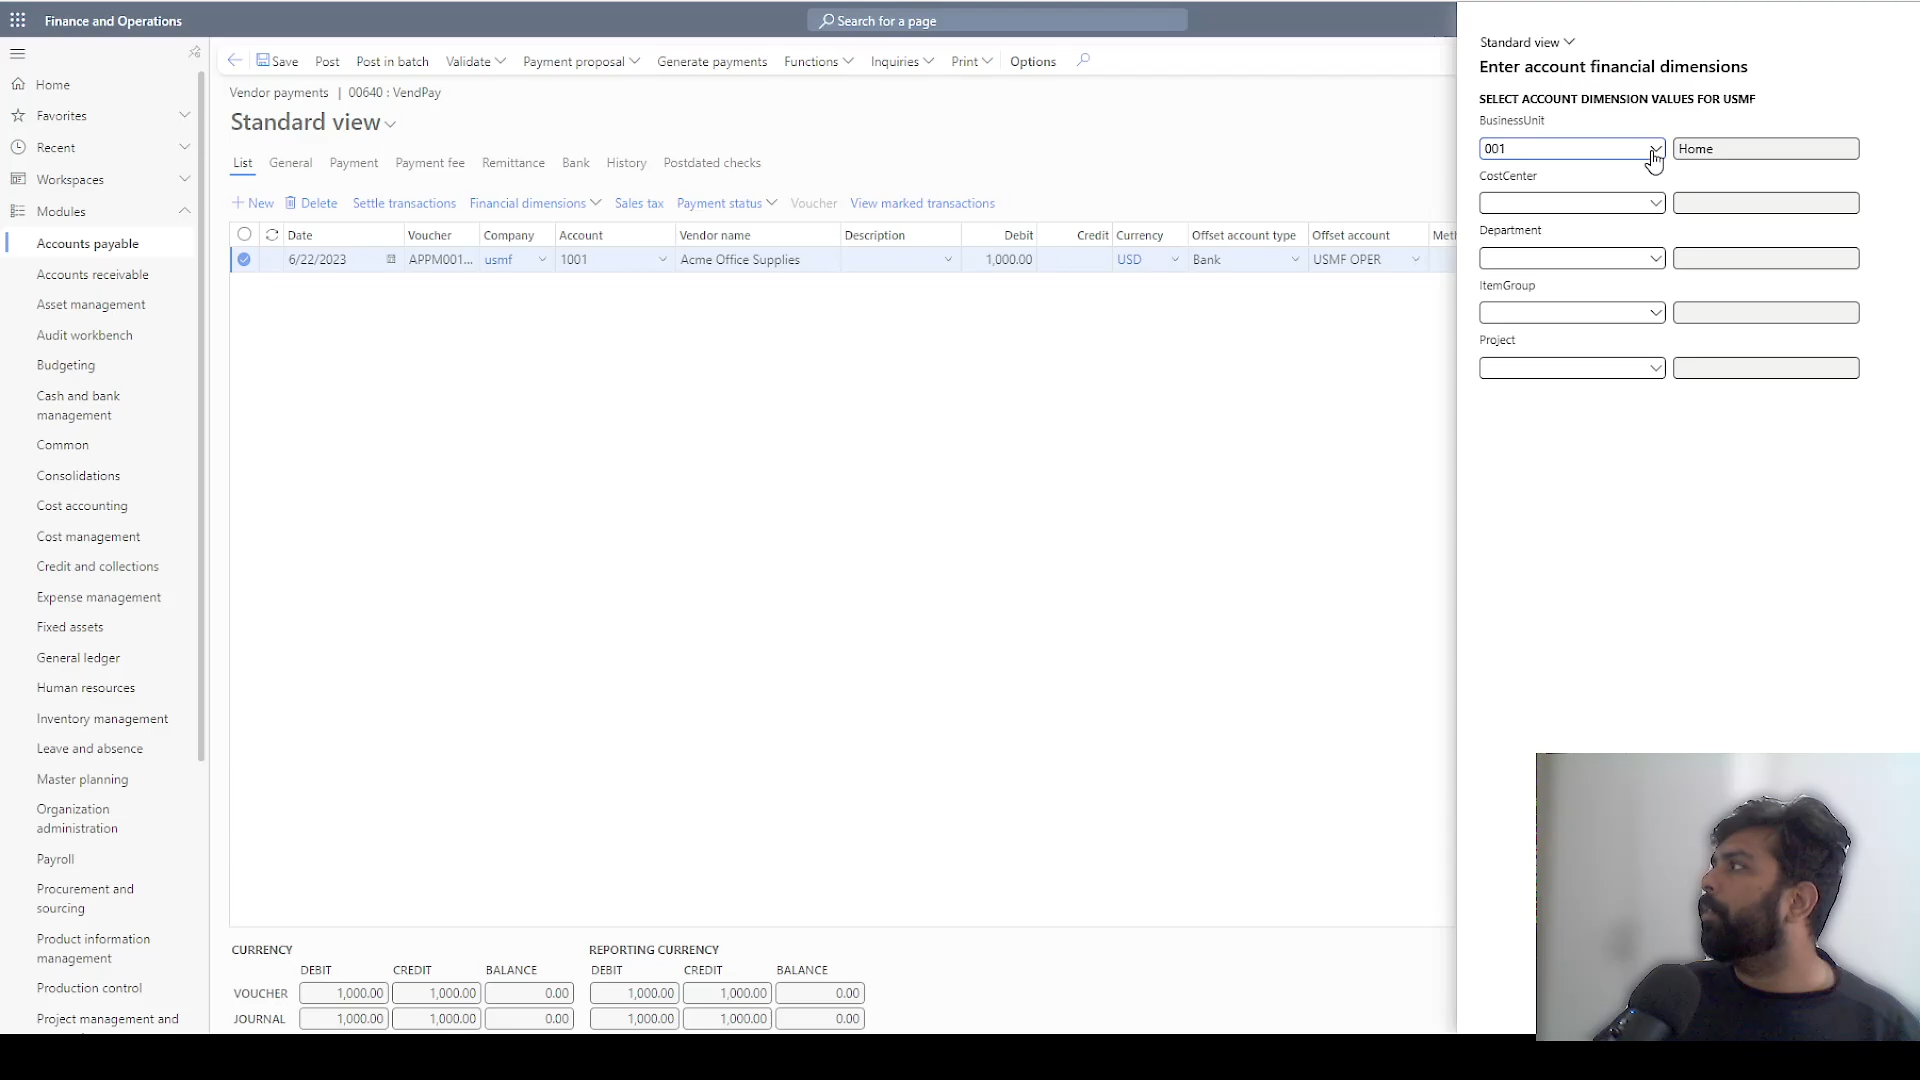 Finance and Operations
Search for a page
Home
Favorites
Recent
Workspaces
Modules
Accounts payable
Accounts receivable
Asset management
Audit workbench
Budgeting
Cash and bank
management
Common
Consolidations
Cost accounting
Cost management
Credit and collections
Expense management
Fixed assets
General ledger
Human resources
Inventory management
Leave and absence
Master planning
Organization
administration
Payroll
Procurement and
sourcing
Product information
management
Production control
Project management and
Save Post Post in batch Validate Payment proposal Generate payments Functions Inquiries Print Options
Vendor payments | 00640 : VendPay
Standard view
List General Payment Payment fee Remittance Bank History Postdated checks
New Delete Settle transactions Financial dimensions Sales tax Payment status Voucher View marked transactions
Date Voucher Company Account Vendor name Description Debit Credit Currency Offset account type Offset account Meth
6/22/2023 APPM001... usmf 1001 Acme Office Supplies 1,000.00 USD Bank USMF OPER
CURRENCY REPORTING CURRENCY
DEBIT CREDIT BALANCE DEBIT CREDIT BALANCE
VOUCHER 1,000.00 1,000.00 0.00 1,000.00 1,000.00 0.00
JOURNAL 1,000.00 1,000.00 0.00 1,000.00 1,000.00 0.00
Standard view
Enter account financial dimensions
SELECT ACCOUNT DIMENSION VALUES FOR USMF
BusinessUnit
001 Home
CostCenter
Department
ItemGroup
Project